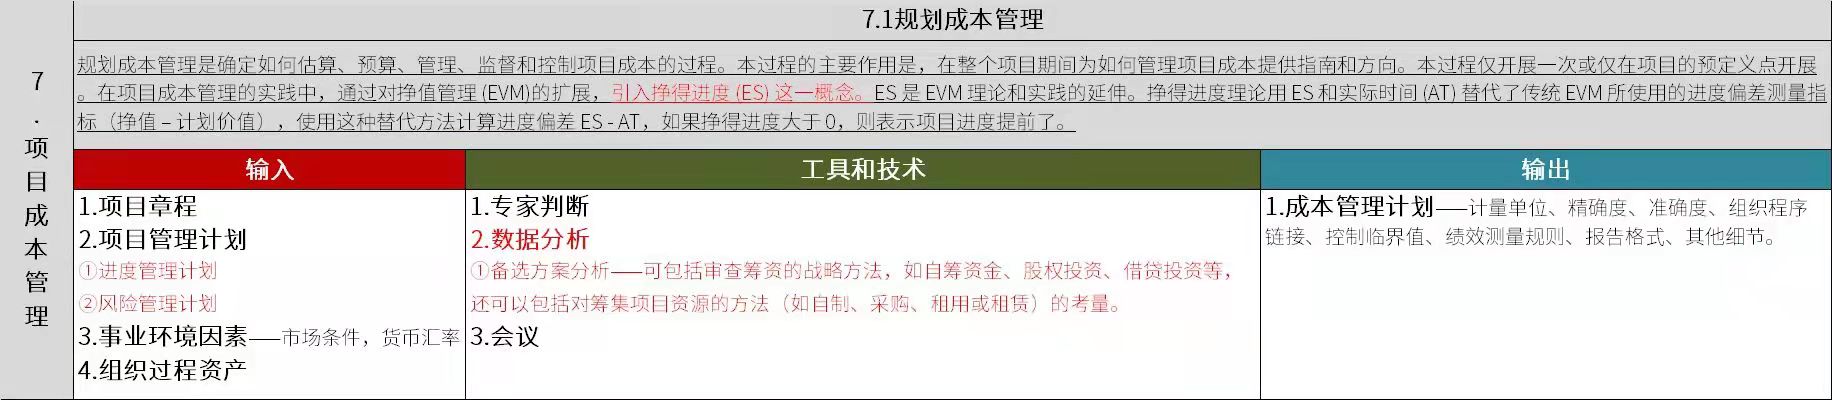 7.项目成本管理
7.1规划成本管理
规划成本管理是确定如何估算、预算、管理、监督和控制项目成本的过程。本过程的主要作用是，在整个项目期间为如何管理项目成本提供指南和方向。本过程仅开展一次或仅在项目的预定义点开展
。在项目成本管理的实践中，通过对挣值管理 (EVM)的扩展，引入挣得进度 (ES) 这一概念。ES 是 EVM 理论和实践的延伸。挣得进度理论用 ES 和实际时间 (AT) 替代了传统 EVM 所使用的进度偏差测量指
标（挣值 – 计划价值），使用这种替代方法计算进度偏差 ES - AT，如果挣得进度大于 0，则表示项目进度提前了。
输入
工具和技术
输出
1.项目章程
2.项目管理计划
①进度管理计划
②风险管理计划
3.事业环境因素——市场条件，货币汇率
4.组织过程资产
1.专家判断
2.数据分析
①备选方案分析——可包括审查筹资的战略方法，如自筹资金、股权投资、借贷投资等，
还可以包括对筹集项目资源的方法（如自制、采购、租用或租赁）的考量。
3.会议
1.成本管理计划——计量单位、精确度、准确度、组织程序
链接、控制临界值、绩效测量规则、报告格式、其他细节。